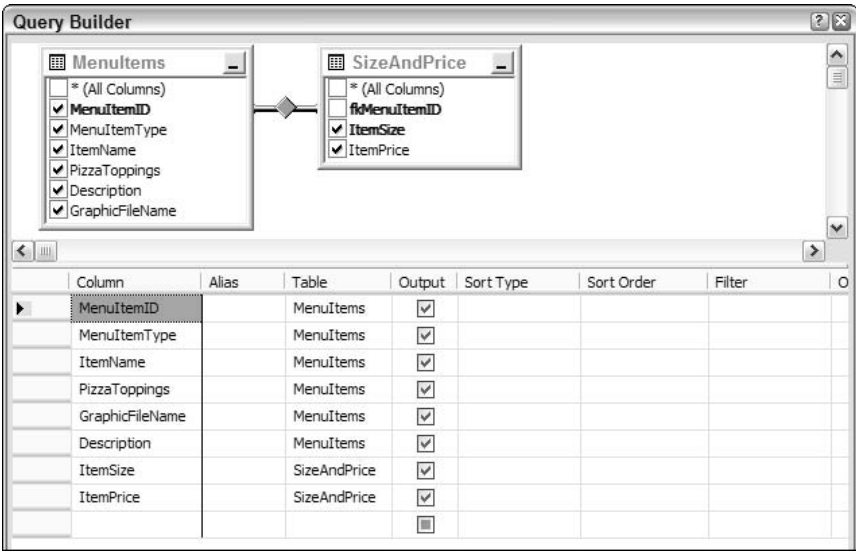 Query Builder
MenuItems
* (All Columns)
MenuItemID
MenuItemType
ItemName
PizzaToppings
Description
GraphicFileName
SizeAndPrice
* (All Columns)
fkMenuItemID
ItemSize
ItemPrice
Column Alias Table Output Sort Type Sort Order Filter O
MenuItemID MenuItems
MenuItemType MenuItems
ItemName MenuItems
PizzaToppings MenuItems
GraphicFileName MenuItems
Description MenuItems
ItemSize SizeAndPrice
ItemPrice SizeAndPrice